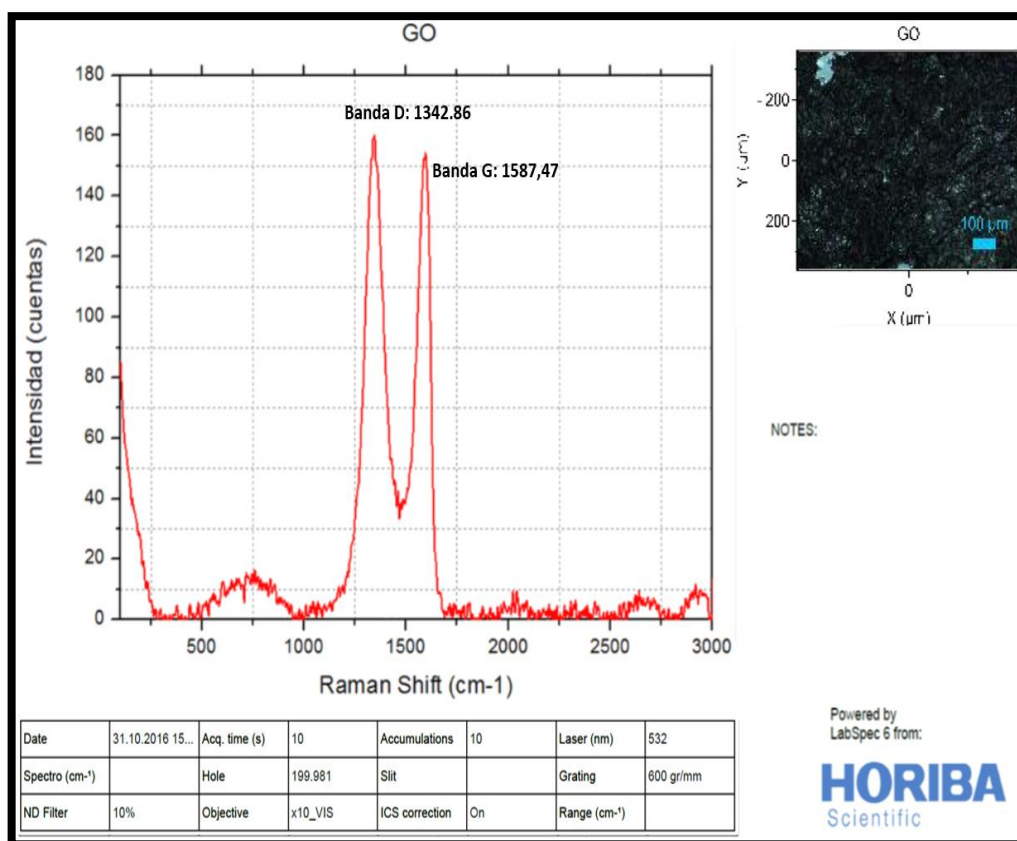 GO
180
160
140
120
100
80
60
40
20
0
Intensidad (cuentas)
Banda D: 1342.86
Banda G: 1587,47
500 1000 1500 2000 2500 3000
Raman Shift (cm-1)
GO
- 200
0
200
Y (µm)
100 µm
0
X (µm)
NOTES:
Date 31.10.2016 15... Acq. time (s) 10 Accumulations 10 Laser (nm) 532
Spectro (cm⁻¹) Hole 199.981 Slit Grating 600 gr/mm
ND Filter 10% Objective x10_VIS ICS correction On Range (cm⁻¹)
Powered by
LabSpec 6 from:
HORIBA
Scientific